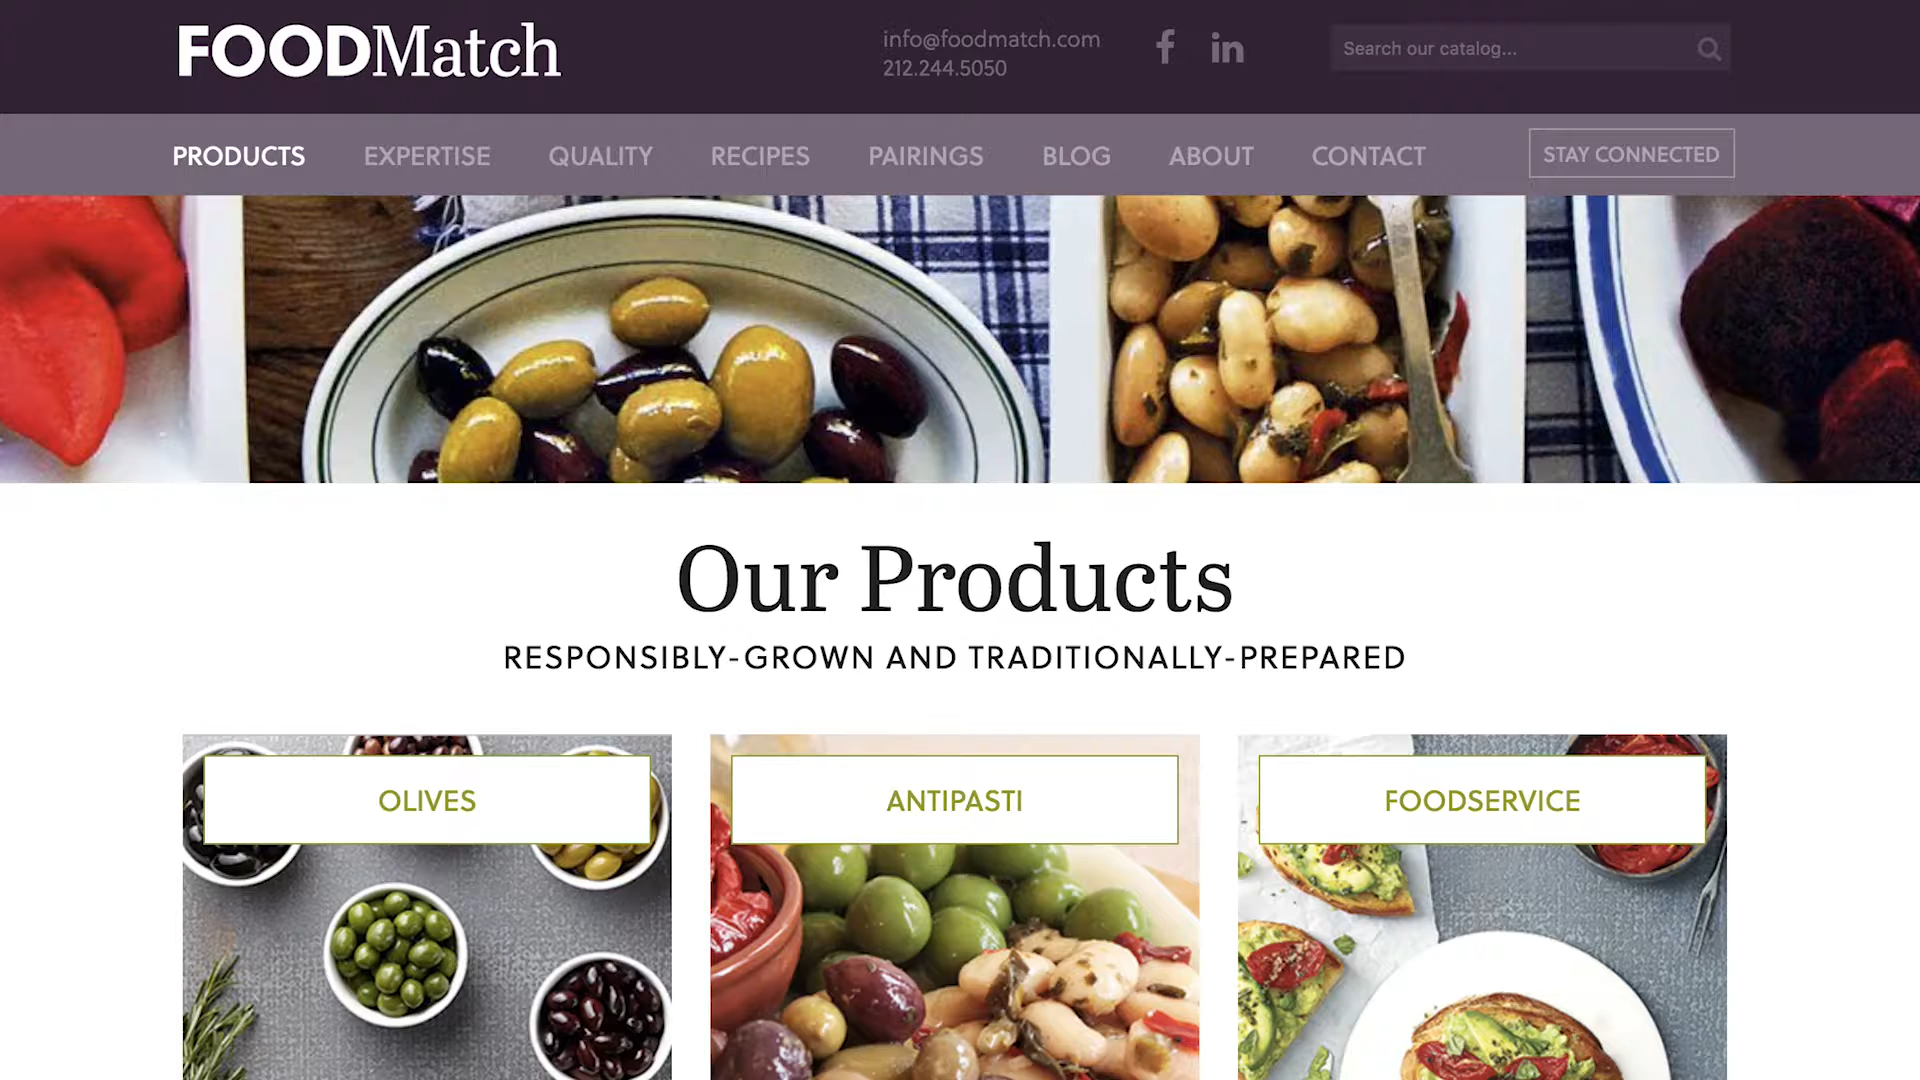 FOODMatch
info@foodmatch.com
212.244.5050
Search our catalog...
PRODUCTS EXPERTISE QUALITY RECIPES PAIRINGS BLOG ABOUT CONTACT STAY CONNECTED
Our Products
RESPONSIBLY-GROWN AND TRADITIONALLY-PREPARED
OLIVES ANTIPASTI FOODSERVICE